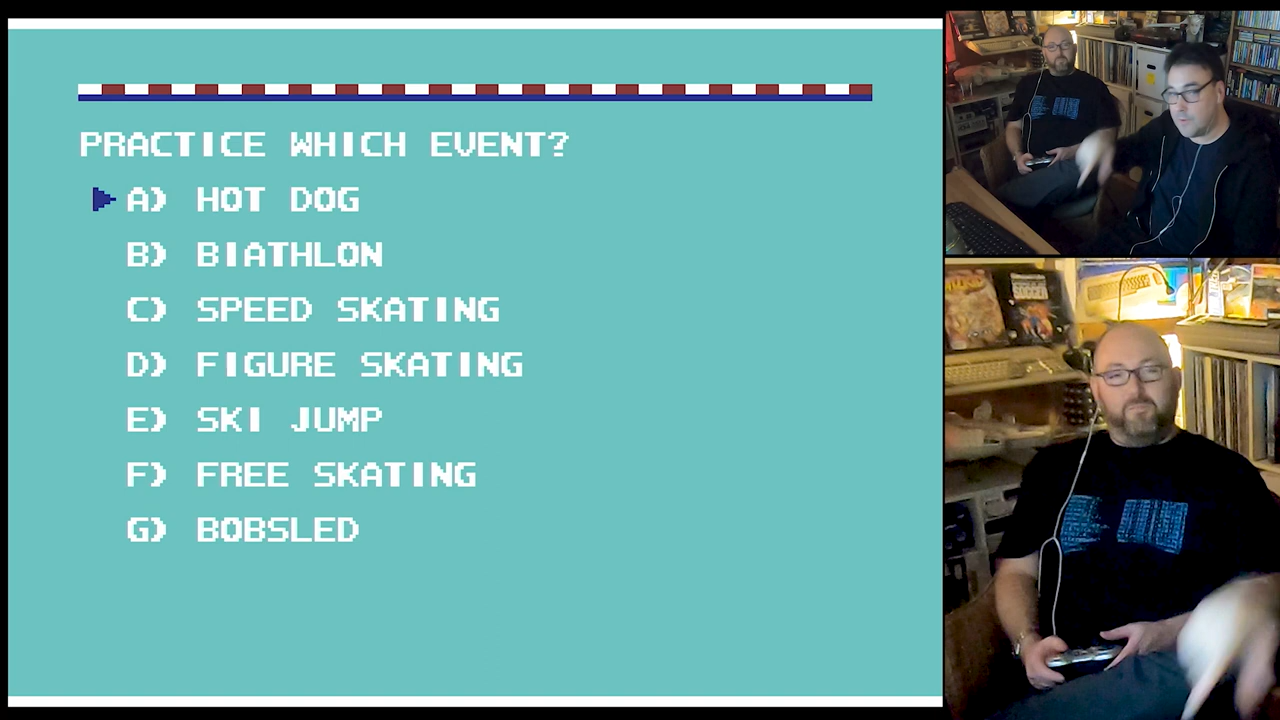 PRACTICE WHICH EVENT?
A) HOT DOG
B) BIATHLON
C) SPEED SKATING
D) FIGURE SKATING
E) SKI JUMP
F) FREE SKATING
G) BOBSLED